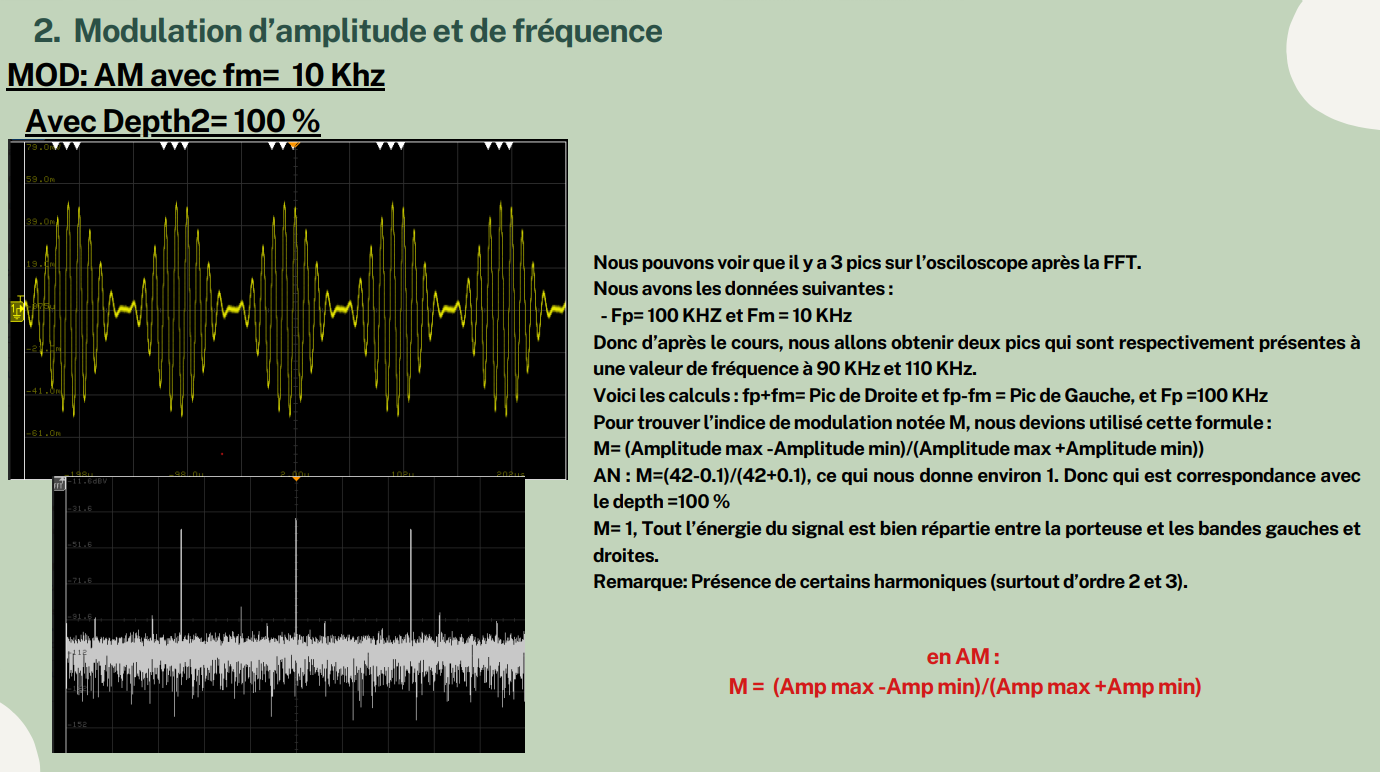 2. Modulation d'amplitude et de fréquence
MOD: AM avec fm= 10 Khz
Avec Depth2= 100 %
59.0m
39.0m
-41.0m
-61.0m
-98.0u
2.00u
102u
202us
Nous pouvons voir que il y a 3 pics sur l'osciloscope après la FFT.
Nous avons les données suivantes :
- Fp= 100 KHZ et Fm = 10 KHz
Donc d'après le cours, nous allons obtenir deux pics qui sont respectivement présentes à
une valeur de fréquence à 90 KHz et 110 KHz.
Voici les calculs : fp+fm= Pic de Droite et fp-fm = Pic de Gauche, et Fp =100 KHz
Pour trouver l'indice de modulation notée M, nous devions utilisé cette formule :
M= (Amplitude max -Amplitude min)/(Amplitude max +Amplitude min))
AN : M=(42-0.1)/(42+0.1), ce qui nous donne environ 1. Donc qui est correspondance avec
le depth =100 %
M= 1, Tout l'énergie du signal est bien répartie entre la porteuse et les bandes gauches et
droites.
Remarque: Présence de certains harmoniques (surtout d'ordre 2 et 3).
-11.6dBV
-31.6
-51.6
-71.6
-91.6
-112
-152
en AM :
M = (Amp max -Amp min)/(Amp max +Amp min)